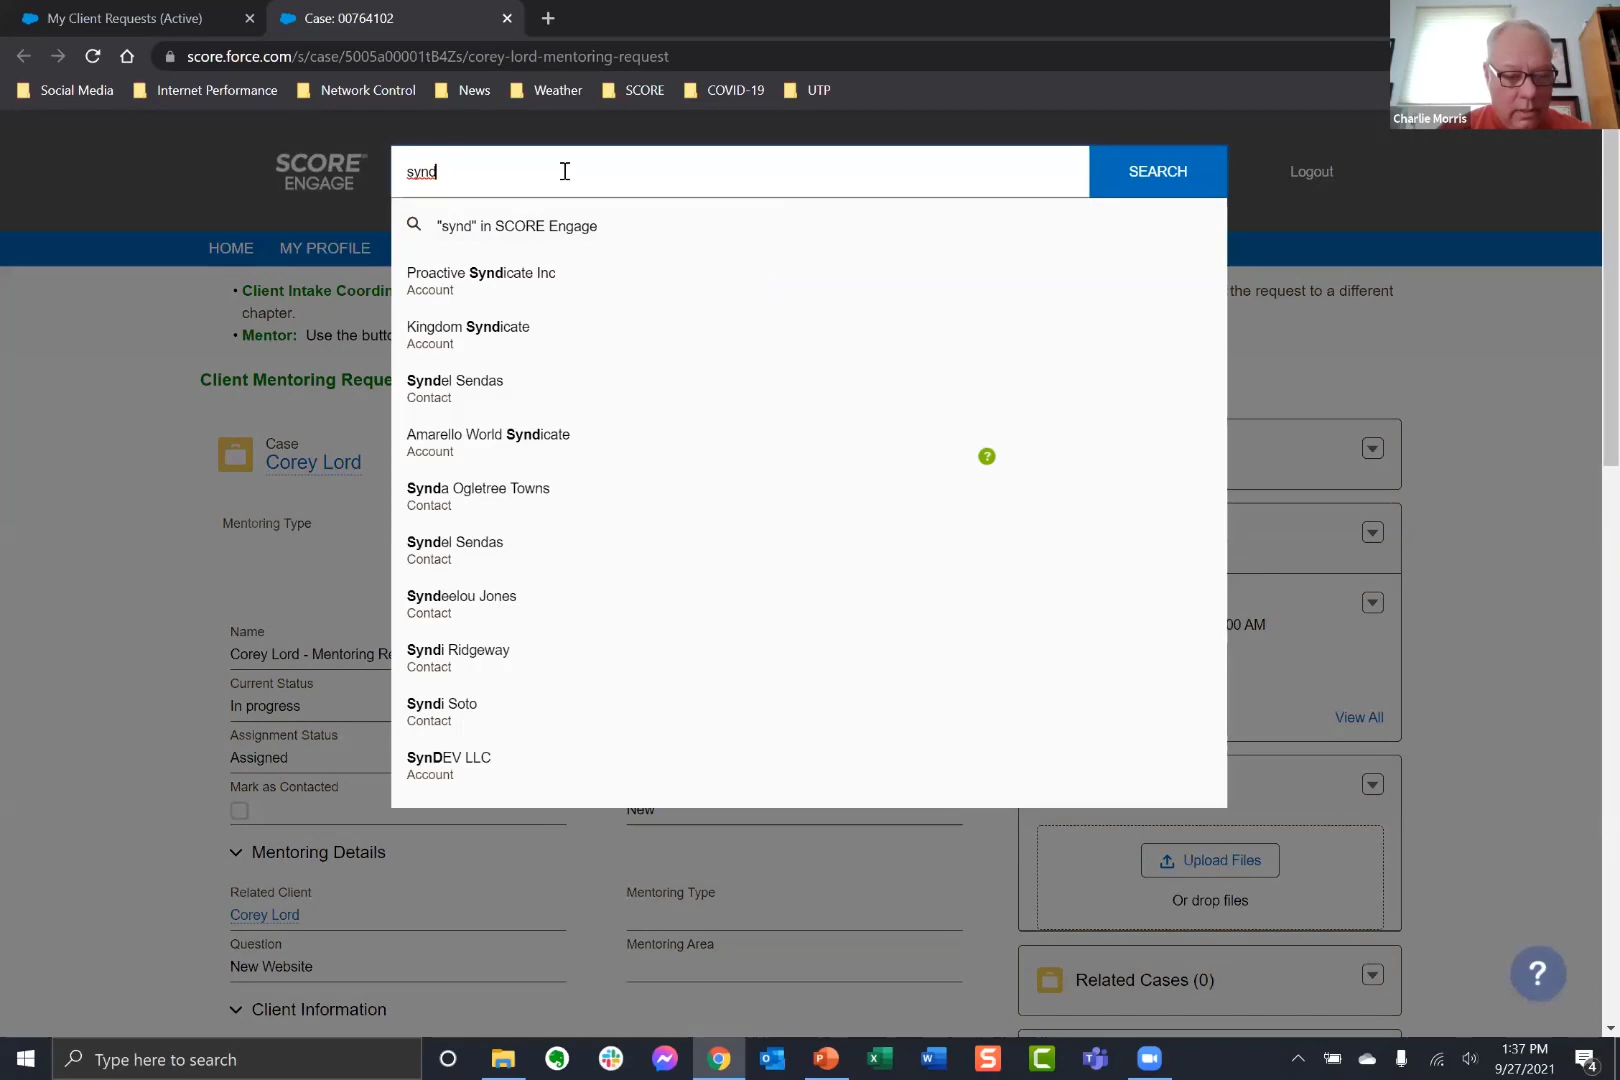 My Client Requests (Active)
Case: 00764102
score.force.com/s/case/5005a00001tB4Zs/corey-lord-mentoring-request
Social Media
Internet Performance
Network Control
News
Weather
SCORE
COVID-19
UTP
Charlie Morris
SCORE
ENGAGE
synd
SEARCH
Logout
"synd" in SCORE Engage
HOME
MY PROFILE
Proactive Syndicate Inc
Account
Kingdom Syndicate
Account
Syndel Sendas
Contact
Amarello World Syndicate
Account
Synda Ogletree Towns
Contact
Syndel Sendas
Contact
Syndeelou Jones
Contact
Syndi Ridgeway
Contact
Syndi Soto
Contact
SynDEV LLC
Account
• Client Intake Coordin
the request to a different
chapter.
• Mentor: Use the butto
Client Mentoring Reque
Case
Corey Lord
Mentoring Type
Name
Corey Lord - Mentoring Re
Current Status
In progress
Assignment Status
Assigned
Mark as Contacted
New
00 AM
View All
Mentoring Details
Related Client
Corey Lord
Mentoring Type
Question
New Website
Mentoring Area
Client Information
Upload Files
Or drop files
Related Cases (0)
?
?
Type here to search
1:37 PM
9/27/2021
4